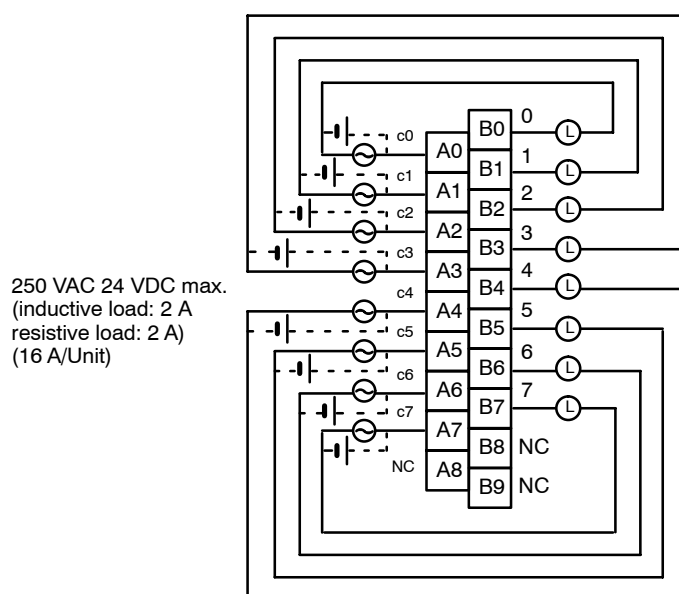 0
c0
B0
L
A0
1
c1
B1
L
A1
2
c2
B2
L
A2
3
c3
B3
L
A3
4
c4
B4
L
250 VAC 24 VDC max.
(inductive load: 2 A
resistive load: 2 A)
(16 A/Unit)
A4
5
c5
B5
L
A5
6
c6
B6
L
A6
7
c7
B7
L
A7
B8
NC
NC
A8
B9
NC